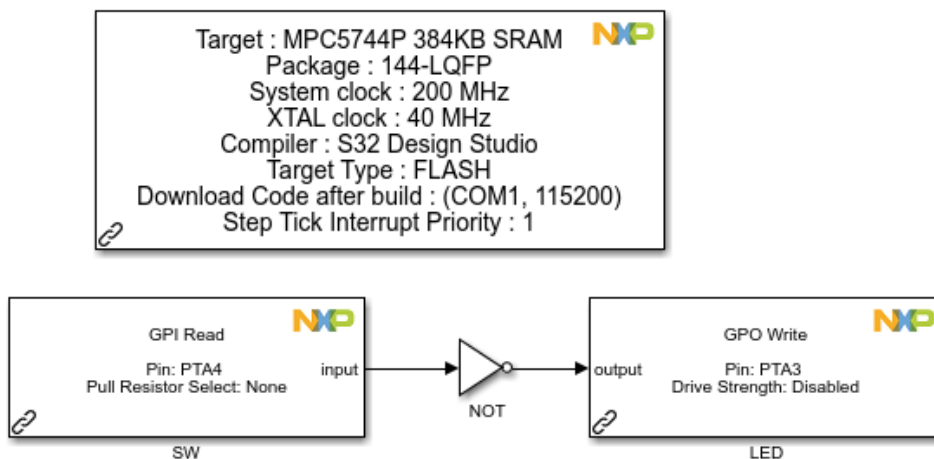 Target : MPC5744P 384KB SRAM
NXP
Package : 144-LQFP
System clock : 200 MHz
XTAL clock : 40 MHz
Compiler : S32 Design Studio
Target Type : FLASH
Download Code after build : (COM1, 115200)
Step Tick Interrupt Priority : 1
NXP
GPI Read
Pin: PTA4
Pull Resistor Select: None
input
SW
NOT
NXP
GPO Write
output
Pin: PTA3
Drive Strength: Disabled
LED